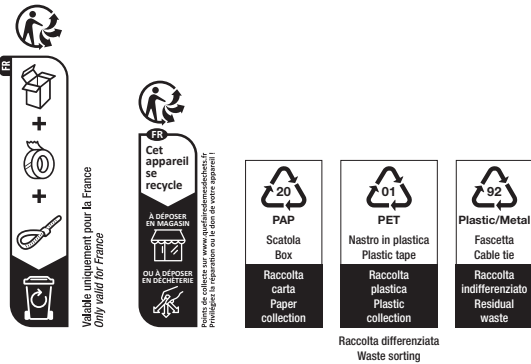 FR
Valable uniquement pour la France
Only valid for France
FR
Cet
appareil
se
recycle
À DÉPOSER
EN MAGASIN
OU À DÉPOSER
EN DÉCHÈTERIE
Points de collecte sur www.quefairedemesdechets.fr
Privilégiez la réparation ou le don de votre appareil !
20
PAP
Scatola
Box
Raccolta
carta
Paper
collection
01
PET
Nastro in plastica
Plastic tape
Raccolta
plastica
Plastic
collection
92
Plastic/Metal
Fascetta
Cable tie
Raccolta
indifferenziato
Residual
waste
Raccolta differenziata
Waste sorting